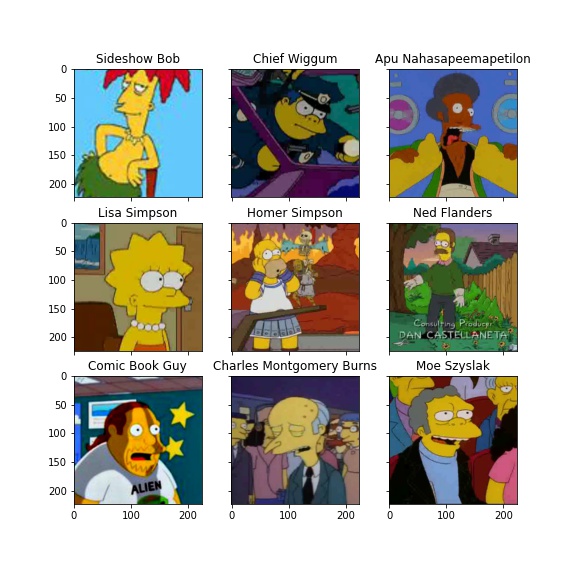 Sideshow Bob
Chief Wiggum
Apu Nahasapeemapetilon
0
50
100
150
200
Lisa Simpson
Homer Simpson
Ned Flanders
0
50
100
150
200
Consulting Producer
DAN CASTELLANETA
Comic Book Guy
Charles Montgomery Burns
Moe Szyslak
0
50
100
150
200
ALIEN
0 100 200
0 100 200
0 100 200